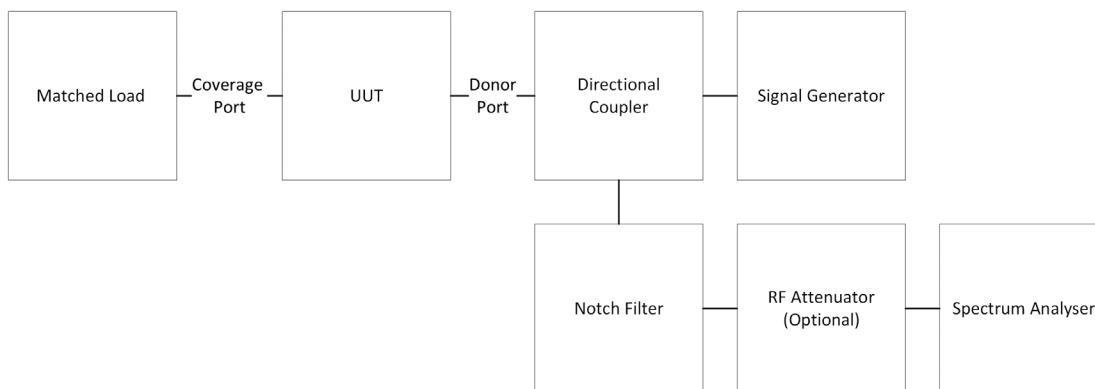 Matched Load
Coverage
Port
UUT
Donor
Port
Directional
Coupler
Signal Generator
Notch Filter
RF Attenuator
(Optional)
Spectrum Analyser